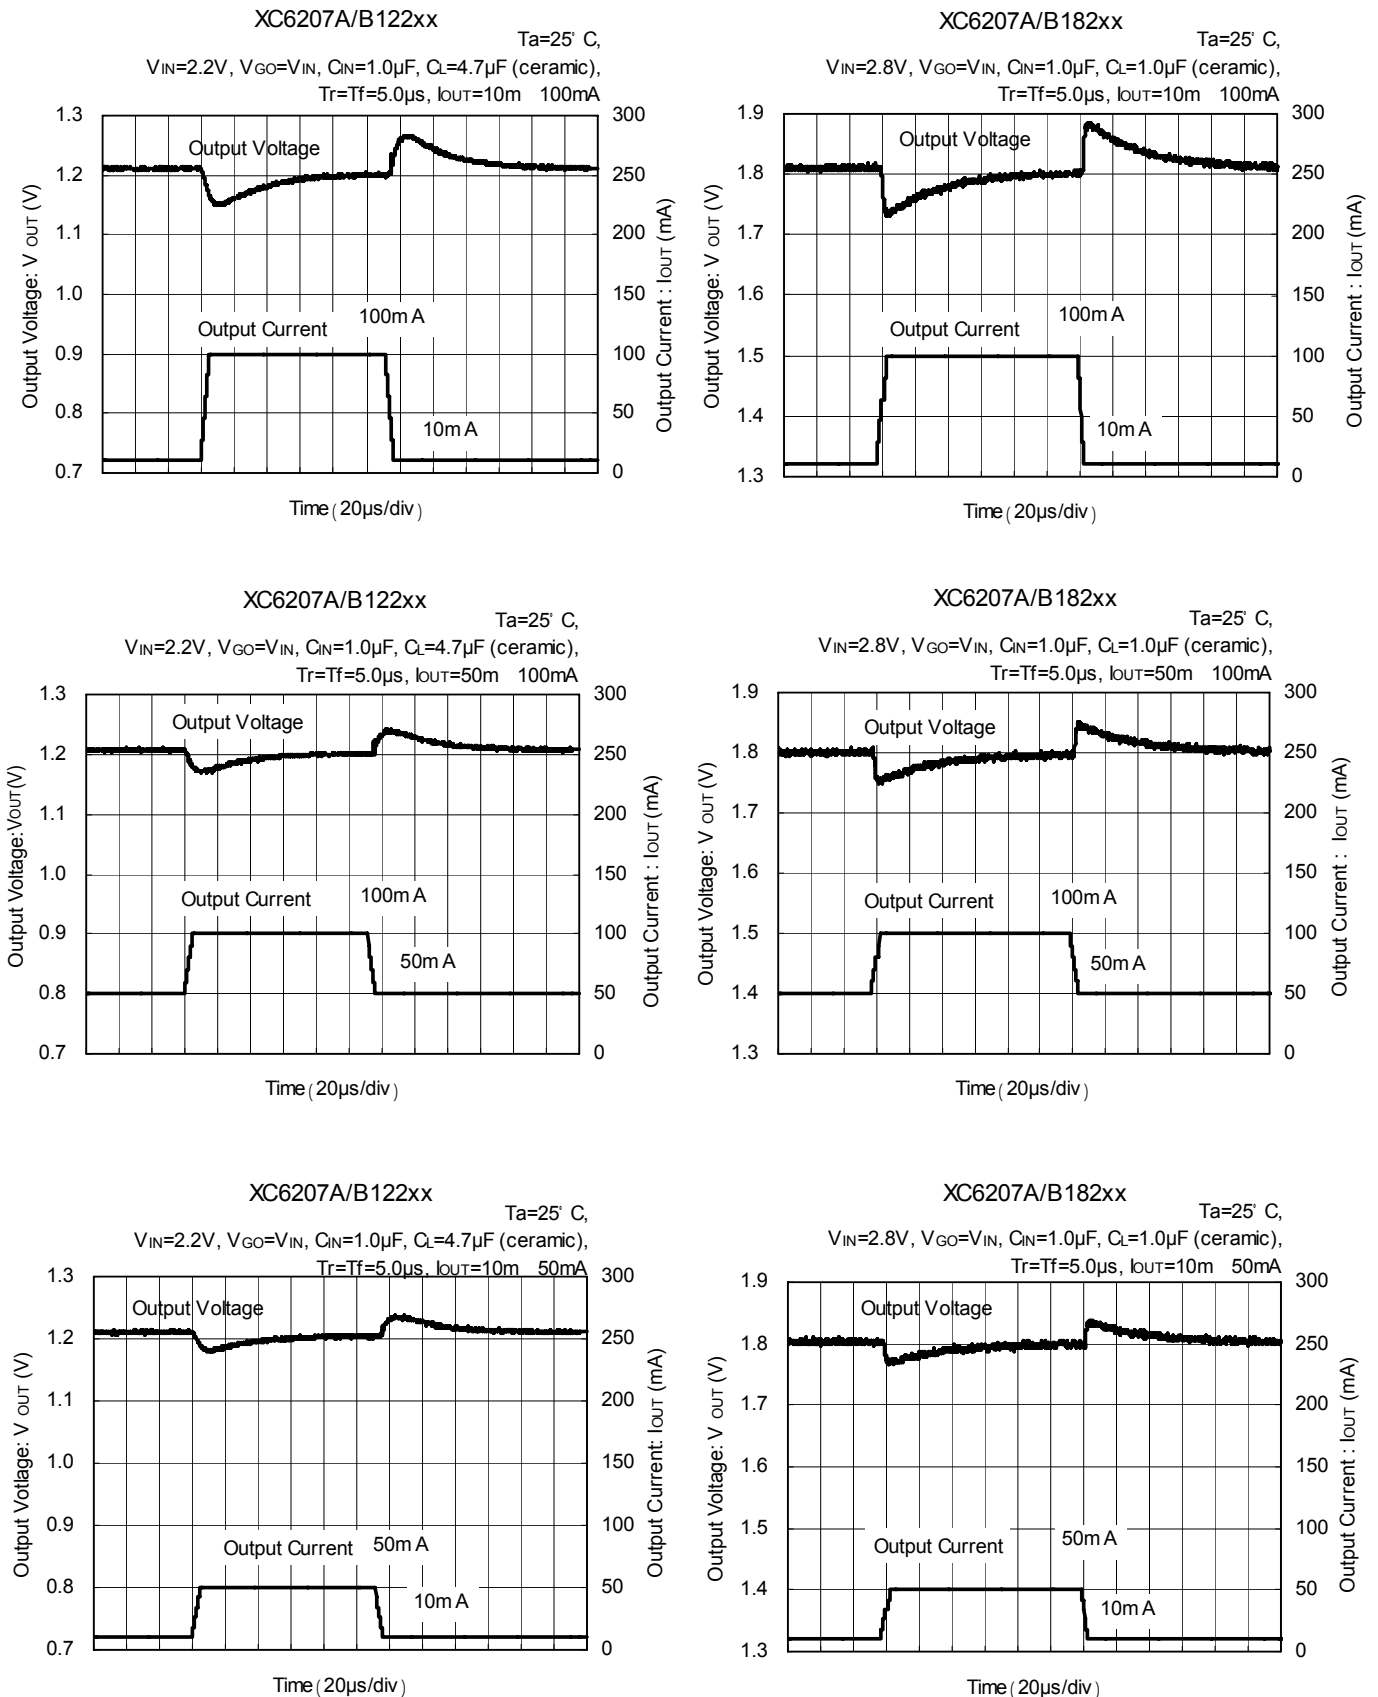 XC6207A/B122xx
Ta=25° C,
VIN=2.2V, VGO=VIN, CIN=1.0µF, CL=4.7µF (ceramic),
Tr=Tf=5.0µs, IOUT=10m 100mA
Output Voltage: V OUT (V)
1.3
1.2
1.1
1.0
0.9
0.8
0.7
Output Voltage
Output Current
100mA
10mA
300
250
200
150
100
50
0
Output Current : IOUT (mA)
Time(20µs/div)
XC6207A/B182xx
Ta=25° C,
VIN=2.8V, VGO=VIN, CIN=1.0µF, CL=1.0µF (ceramic),
Tr=Tf=5.0µs, IOUT=10m 100mA
Output Voltage: V OUT (V)
1.9
1.8
1.7
1.6
1.5
1.4
1.3
Output Voltage
Output Current
100mA
10mA
300
250
200
150
100
50
0
Output Current : IOUT (mA)
Time(20µs/div)
XC6207A/B122xx
Ta=25° C,
VIN=2.2V, VGO=VIN, CIN=1.0µF, CL=4.7µF (ceramic),
Tr=Tf=5.0µs, IOUT=50m 100mA
Output Voltage:VOUT(V)
1.3
1.2
1.1
1.0
0.9
0.8
0.7
Output Voltage
Output Current
100mA
50mA
300
250
200
150
100
50
0
Output Current : IOUT (mA)
Time(20µs/div)
XC6207A/B182xx
Ta=25° C,
VIN=2.8V, VGO=VIN, CIN=1.0µF, CL=1.0µF (ceramic),
Tr=Tf=5.0µs, IOUT=50m 100mA
Output Voltage: V OUT (V)
1.9
1.8
1.7
1.6
1.5
1.4
1.3
Output Voltage
Output Current
100mA
50mA
300
250
200
150
100
50
0
Output Current : IOUT (mA)
Time(20µs/div)
XC6207A/B122xx
Ta=25° C,
VIN=2.2V, VGO=VIN, CIN=1.0µF, CL=4.7µF (ceramic),
Tr=Tf=5.0µs, IOUT=10m 50mA
Output Votlage: V OUT (V)
1.3
1.2
1.1
1.0
0.9
0.8
0.7
Output Voltage
Output Current
50mA
10mA
300
250
200
150
100
50
0
Output Current: IOUT (mA)
Time(20µs/div)
XC6207A/B182xx
Ta=25° C,
VIN=2.8V, VGO=VIN, CIN=1.0µF, CL=1.0µF (ceramic),
Tr=Tf=5.0µs, IOUT=10m 50mA
Output Voltage: V OUT (V)
1.9
1.8
1.7
1.6
1.5
1.4
1.3
Output Voltage
Output Current
50mA
10mA
300
250
200
150
100
50
0
Output Current : IOUT (mA)
Time(20µs/div)